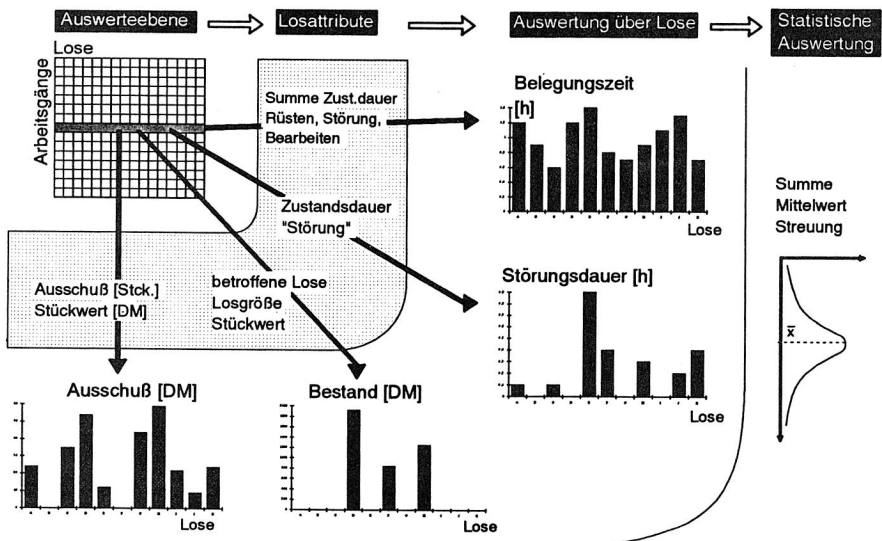 Auswerteebene
Losattribute
Auswertung über Lose
Statistische
Auswertung
Lose
Arbeitsgänge
Summe Zust.dauer
Rüsten, Störung,
Bearbeiten
Belegungszeit
[h]
Lose
Zustandsdauer
"Störung"
Summe
Mittelwert
Streuung
x̄
Störungsdauer [h]
Lose
Ausschuß [Stck.]
Stückwert [DM]
betroffene Lose
Losgröße
Stückwert
Ausschuß [DM]
Lose
Bestand [DM]
Lose